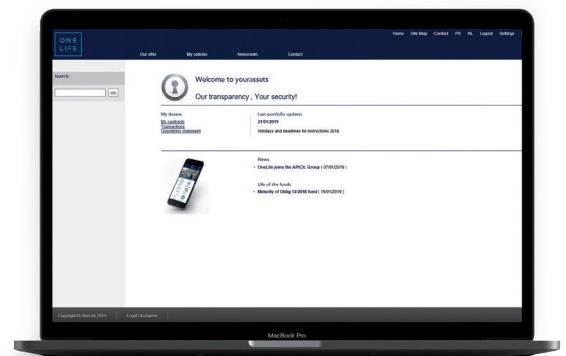 Home Site Map Contact FR NL Logout Settings
ONE
LIFE
Our offer My policies Newsroom Contact
Search:
OK
Welcome to yourassets
Our transparency , Your security!
My Assets
My contracts
Transactions
Operations statement
Last portfolio updates
21/01/2019
Holidays and deadlines for instructions 2018
News
OneLife joins the APICIL Group ( 07/01/2019 )
Life of the funds
Maturity of Oblig 12/2018 fund ( 15/01/2019 )
Copyright © OneLife 2019 Legal Disclaimer
MacBook Pro